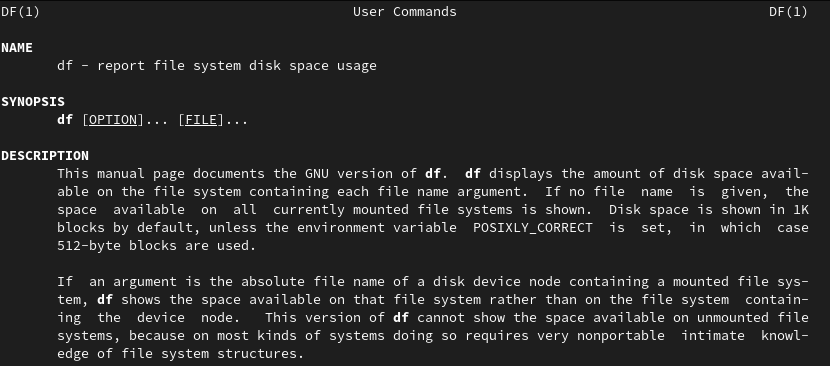 DF(1) User Commands DF(1)
NAME
df - report file system disk space usage
SYNOPSIS
df [OPTION]... [FILE]...
DESCRIPTION
This manual page documents the GNU version of df. df displays the amount of disk space avail-
able on the file system containing each file name argument. If no file name is given, the
space available on all currently mounted file systems is shown. Disk space is shown in 1K
blocks by default, unless the environment variable POSIXLY_CORRECT is set, in which case
512-byte blocks are used.
If an argument is the absolute file name of a disk device node containing a mounted file sys-
tem, df shows the space available on that file system rather than on the file system contain-
ing the device node. This version of df cannot show the space available on unmounted file
systems, because on most kinds of systems doing so requires very nonportable intimate knowl-
edge of file system structures.